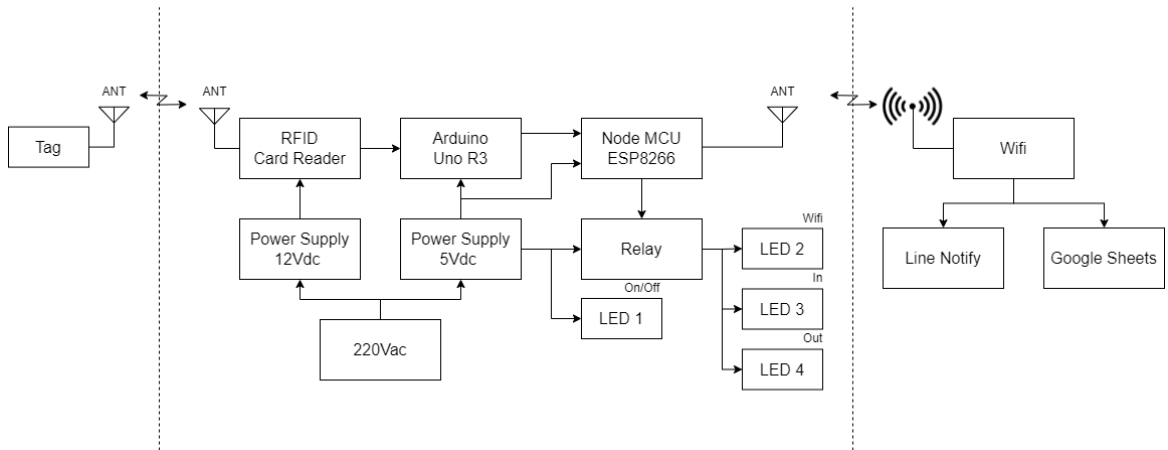 ANT
Tag
ANT
RFID
Card Reader
Arduino
Uno R3
Node MCU
ESP8266
ANT
Wifi
Power Supply
12Vdc
Power Supply
5Vdc
Relay
Wifi
LED 2
In
LED 3
Out
LED 4
On/Off
LED 1
220Vac
Line Notify
Google Sheets